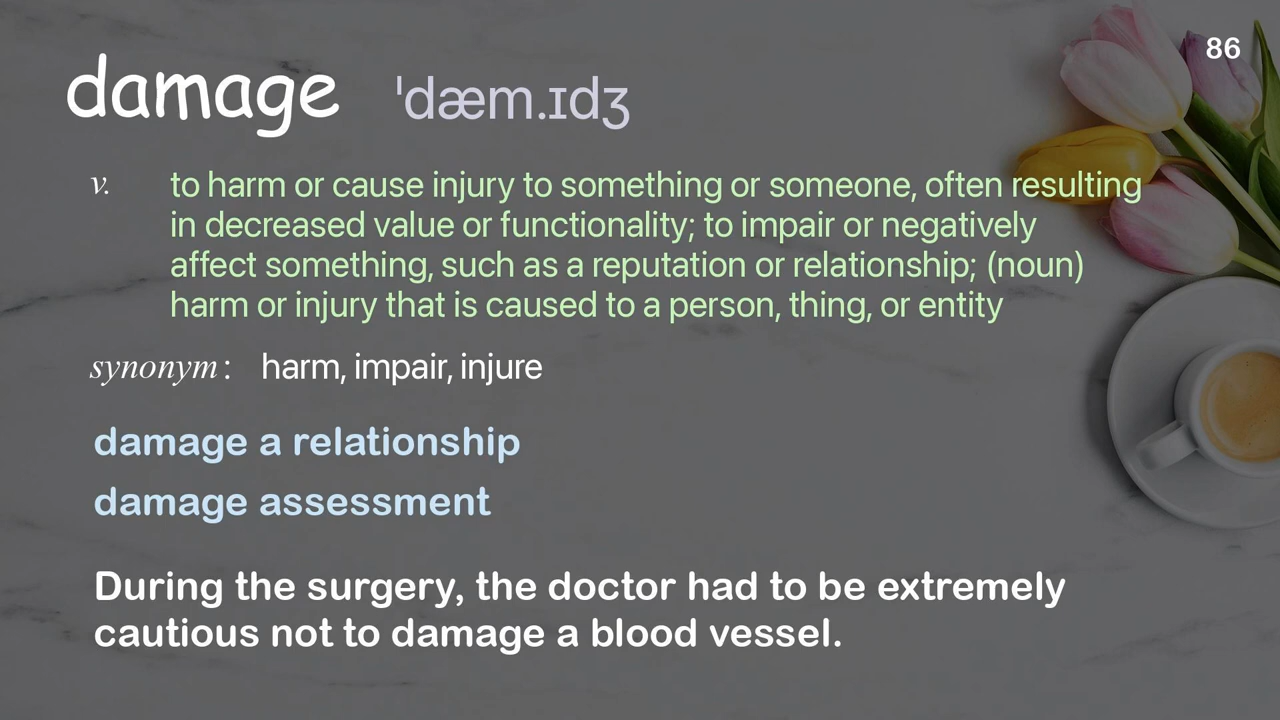 86
damage ˈdæm.ɪdʒ
v. to harm or cause injury to something or someone, often resulting
in decreased value or functionality; to impair or negatively
affect something, such as a reputation or relationship; (noun)
harm or injury that is caused to a person, thing, or entity
synonym: harm, impair, injure
damage a relationship
damage assessment
During the surgery, the doctor had to be extremely
cautious not to damage a blood vessel.